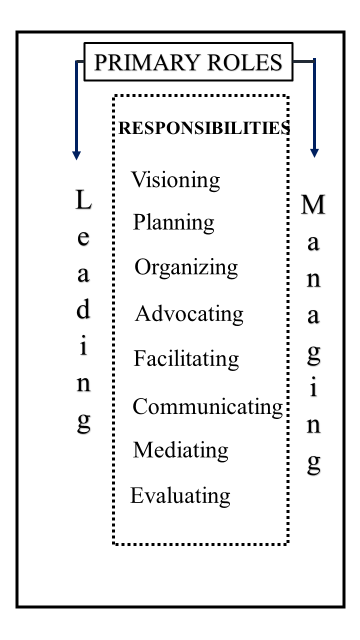 PRIMARY ROLES
RESPONSIBILITIES
Visioning
Planning
Organizing
Advocating
Facilitating
Communicating
Mediating
Evaluating
Leading
Managing